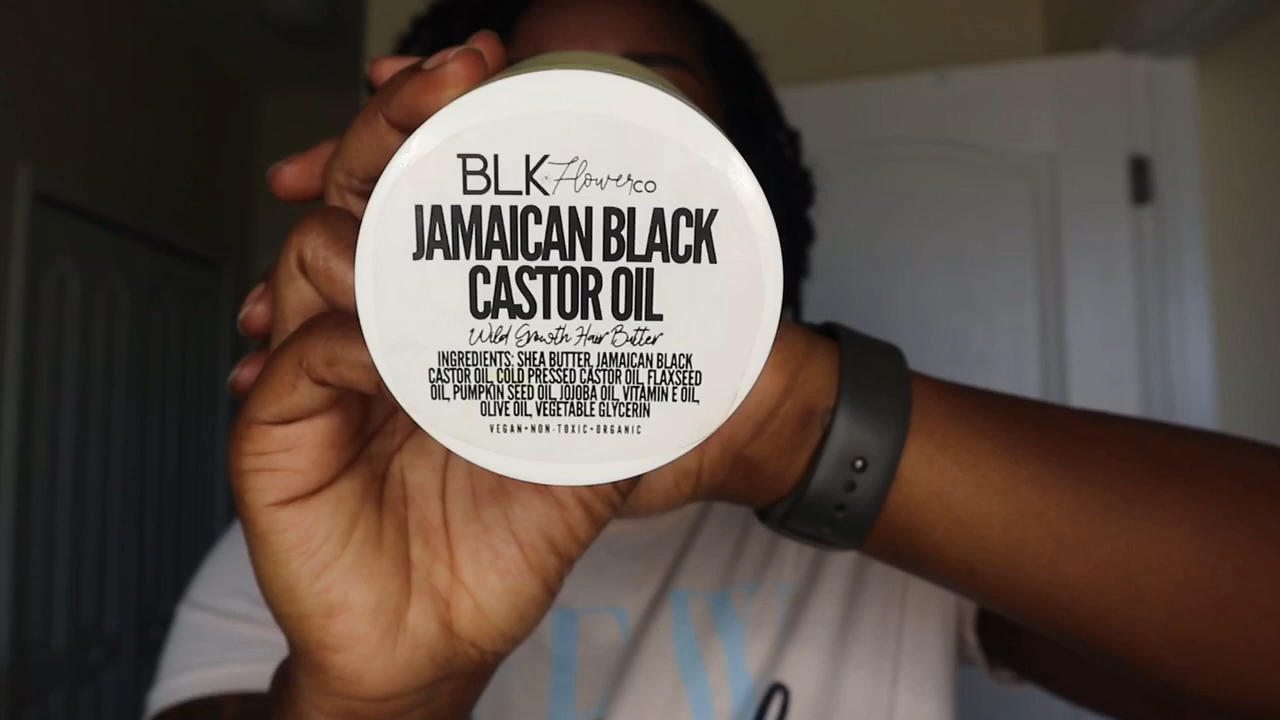 BLK Flower CO
JAMAICAN BLACK
CASTOR OIL
Wild Growth Hair Butter
INGREDIENTS: SHEA BUTTER, JAMAICAN BLACK
CASTOR OIL, COLD PRESSED CASTOR OIL, FLAXSEED
OIL, PUMPKIN SEED OIL, JOJOBA OIL, VITAMIN E OIL,
OLIVE OIL, VEGETABLE GLYCERIN
VEGAN•NON-TOXIC•ORGANIC